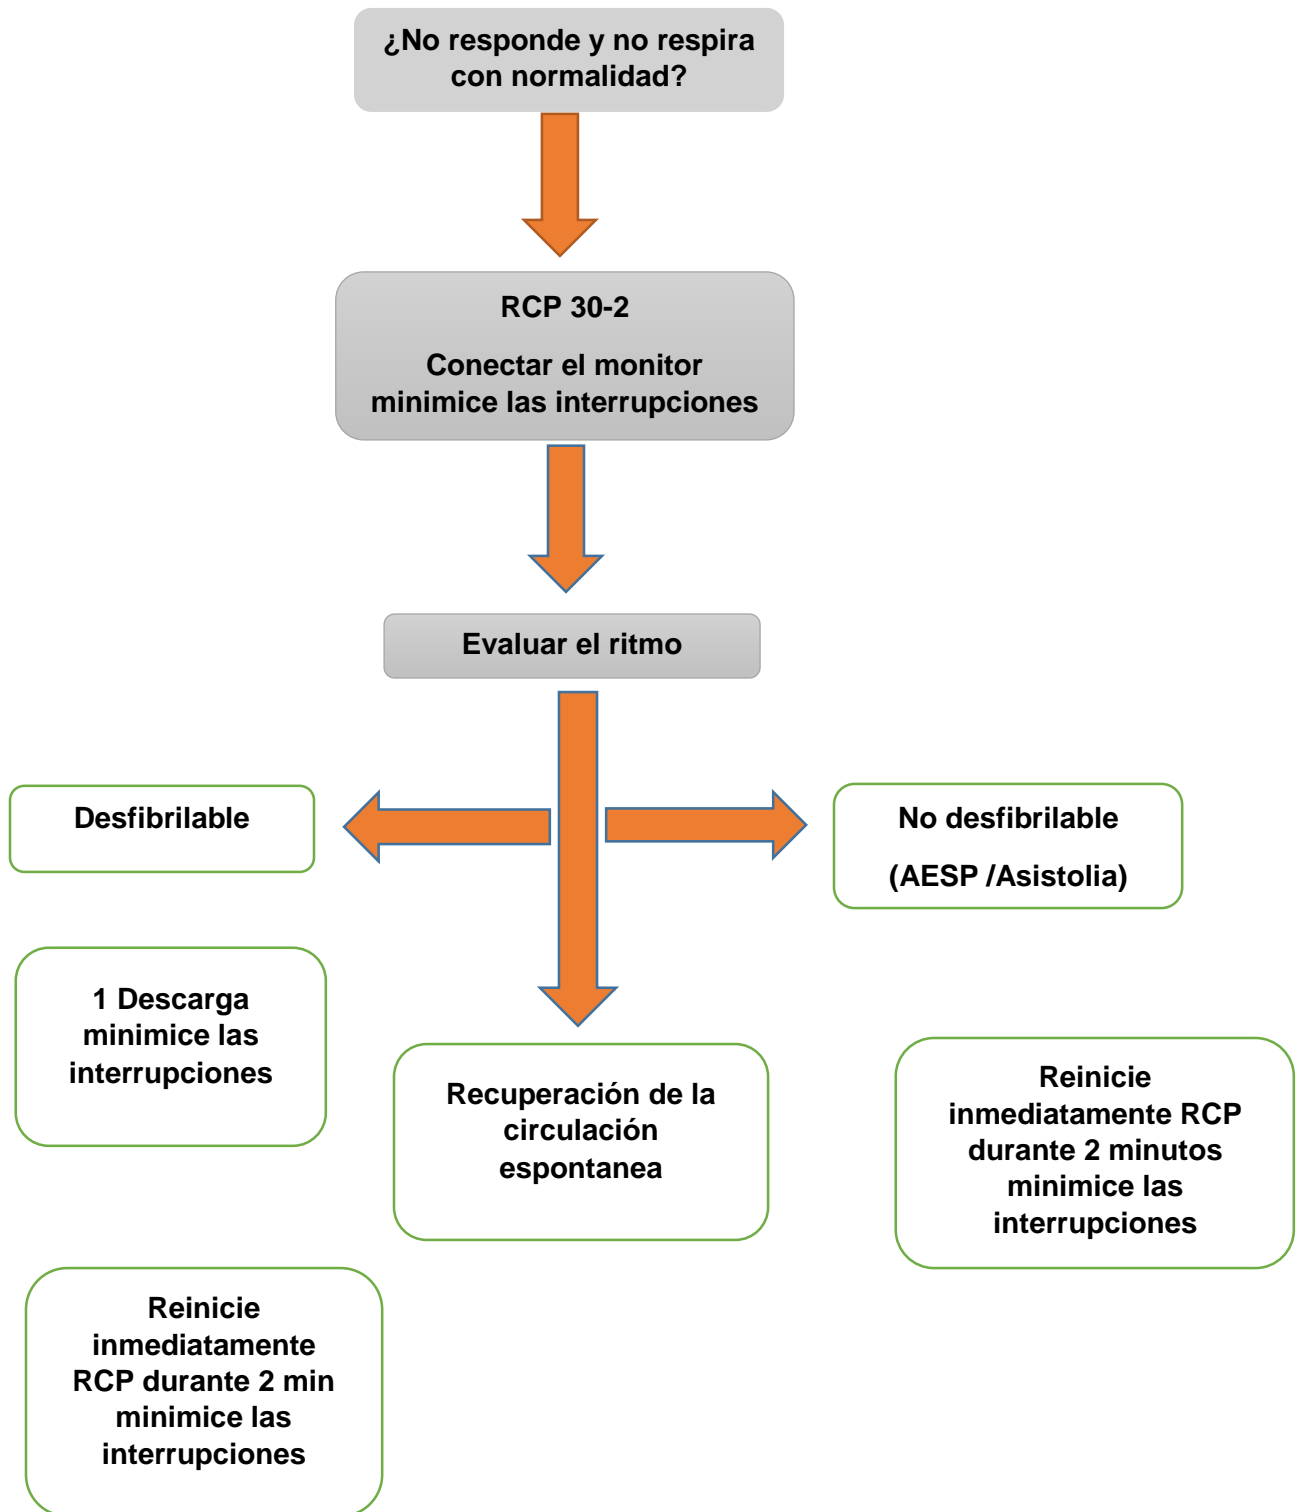 ¿No responde y no respira
con normalidad?
RCP 30-2
Conectar el monitor
minimice las interrupciones
Evaluar el ritmo
Desfibrilable
No desfibrilable
(AESP /Asistolia)
1 Descarga
minimice las
interrupciones
Recuperación de la
circulación
espontanea
Reinicie
inmediatamente RCP
durante 2 minutos
minimice las
interrupciones
Reinicie
inmediatamente
RCP durante 2 min
minimice las
interrupciones